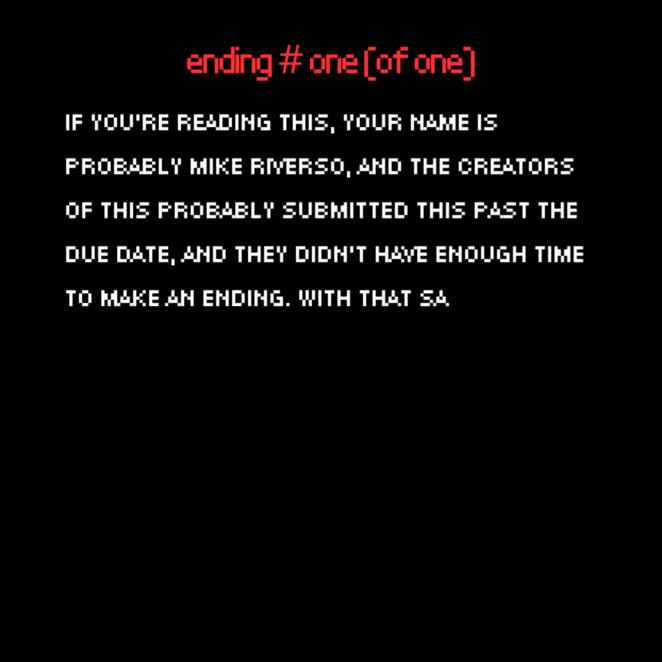 ending # one (of one)
IF YOU'RE READING THIS, YOUR NAME IS
PROBABLY MIKE RIVERSO, AND THE CREATORS
OF THIS PROBABLY SUBMITTED THIS PAST THE
DUE DATE, AND THEY DIDN'T HAVE ENOUGH TIME
TO MAKE AN ENDING. WITH THAT SA